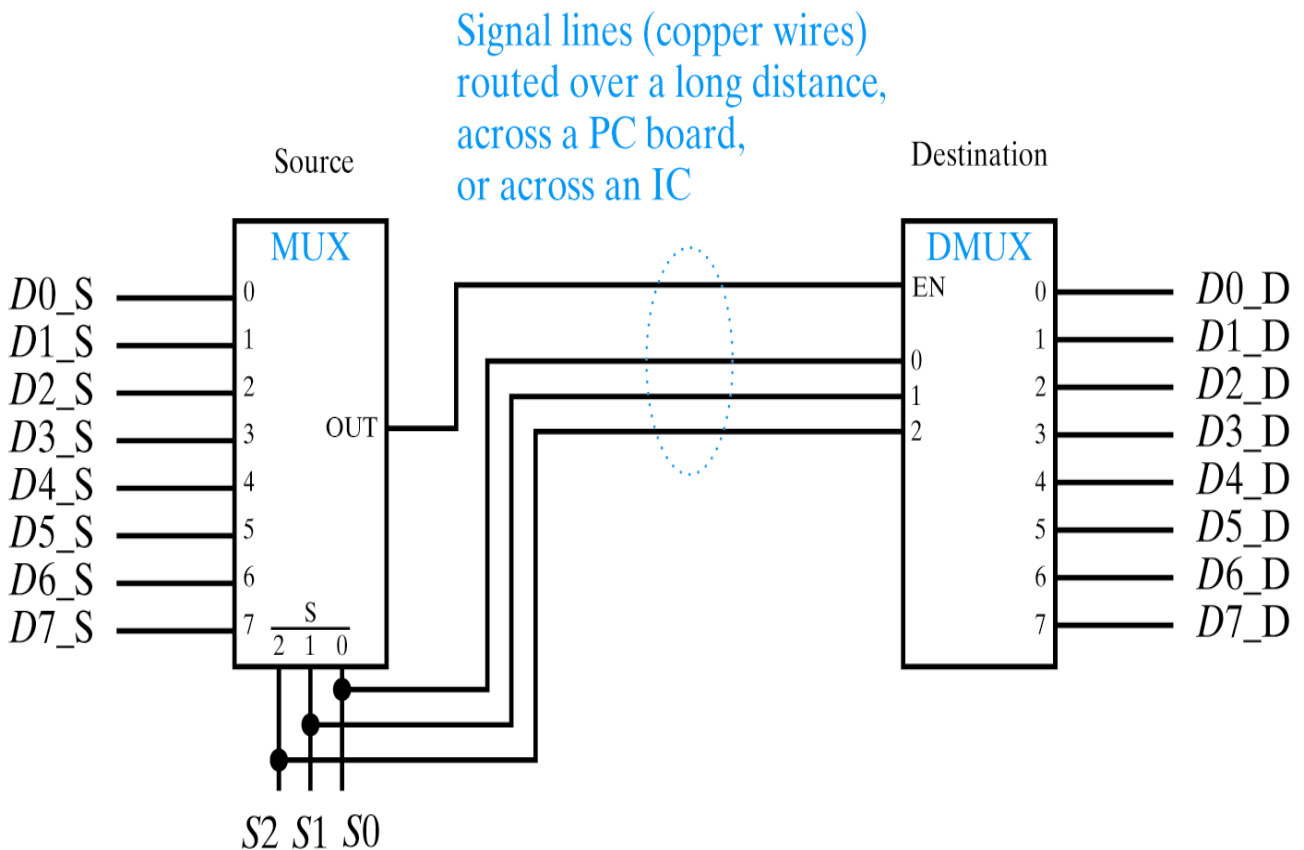 Signal lines (copper wires)
routed over a long distance,
across a PC board,
or across an IC
Source
Destination
MUX
DMUX
D0_S
D1_S
D2_S
D3_S
D4_S
D5_S
D6_S
D7_S
0
1
2
3
4
5
6
7
OUT
S
2 1 0
S2 S1 S0
EN
0
1
2
0
1
2
3
4
5
6
7
D0_D
D1_D
D2_D
D3_D
D4_D
D5_D
D6_D
D7_D